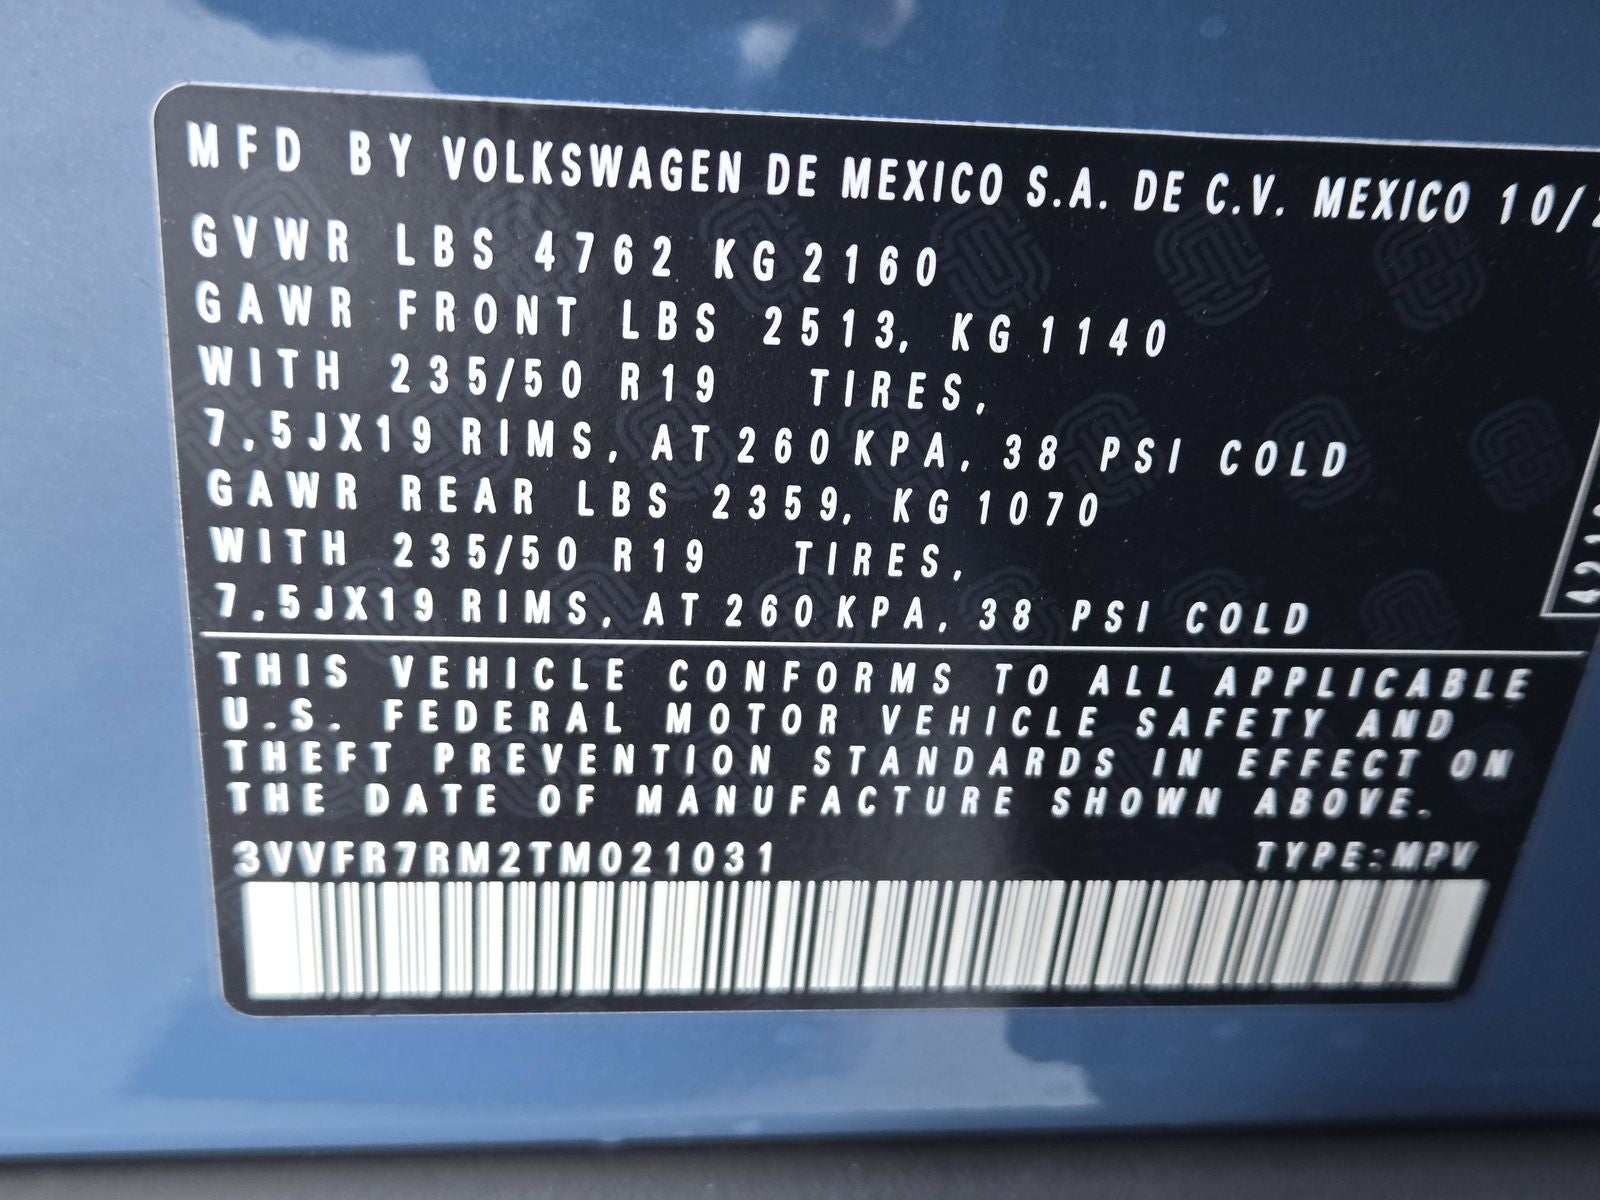 MFD BY VOLKSWAGEN DE MEXICO S.A. DE C.V. MEXICO 10/
GVWR LBS 4762 KG 2160
GAWR FRONT LBS 2513, KG 1140
WITH 235/50 R19 TIRES,
7,5JX19 RIMS, AT 260 KPA, 38 PSI COLD
GAWR REAR LBS 2359, KG 1070
WITH 235/50 R19 TIRES,
7,5JX19 RIMS, AT 260 KPA, 38 PSI COLD
THIS VEHICLE CONFORMS TO ALL APPLICABLE
U.S. FEDERAL MOTOR VEHICLE SAFETY AND
THEFT PREVENTION STANDARDS IN EFFECT ON
THE DATE OF MANUFACTURE SHOWN ABOVE.
3VVFR7RM2TM021031 TYPE:MPV